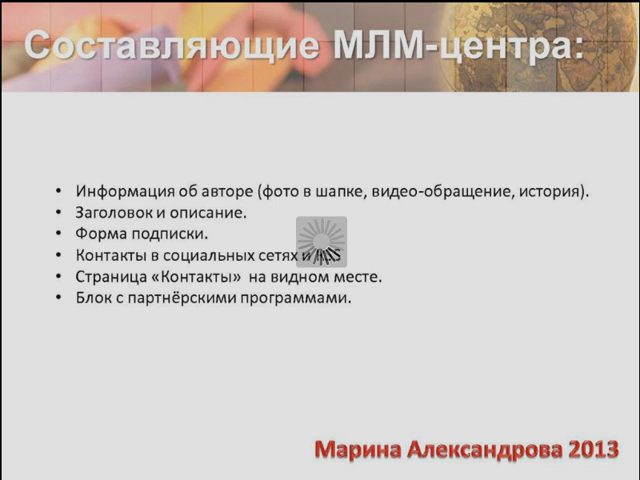 Составляющие МЛМ-центра:
• Информация об авторе (фото в шапке, видео-обращение, история).
• Заголовок и описание.
• Форма подписки.
• Контакты в социальных сетях и
• Страница «Контакты» на видном месте.
• Блок с партнёрскими программами.
Марина Александрова 2013